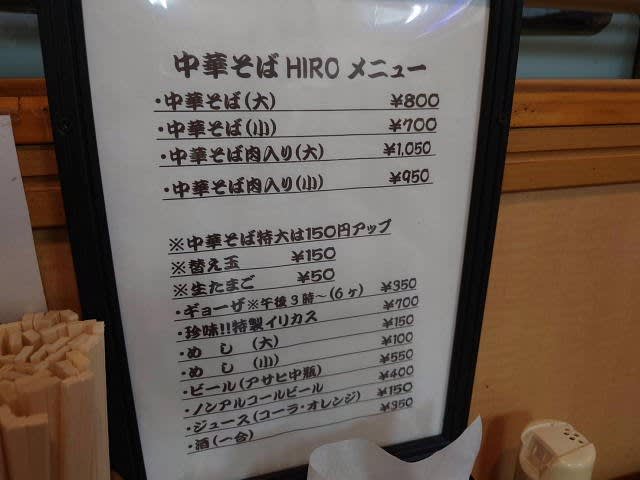 中華そば HIRO メニュー
・中華そば(大) ¥800
・中華そば(小) ¥700
・中華そば肉入り(大) ¥1,050
・中華そば肉入り(小) ¥950
※中華そば特大は150円アップ
※替え玉 ¥150
※生たまご ¥50
・ギョーザ※午後3時~(6ヶ) ¥350
・珍味!!特製イリカス ¥700
・めし (大) ¥150
・めし (小) ¥100
・ビール(アサヒ中瓶) ¥550
・ノンアルコールビール ¥400
・ジュース(コーラ・オレンジ) ¥150
・酒(一合) ¥350